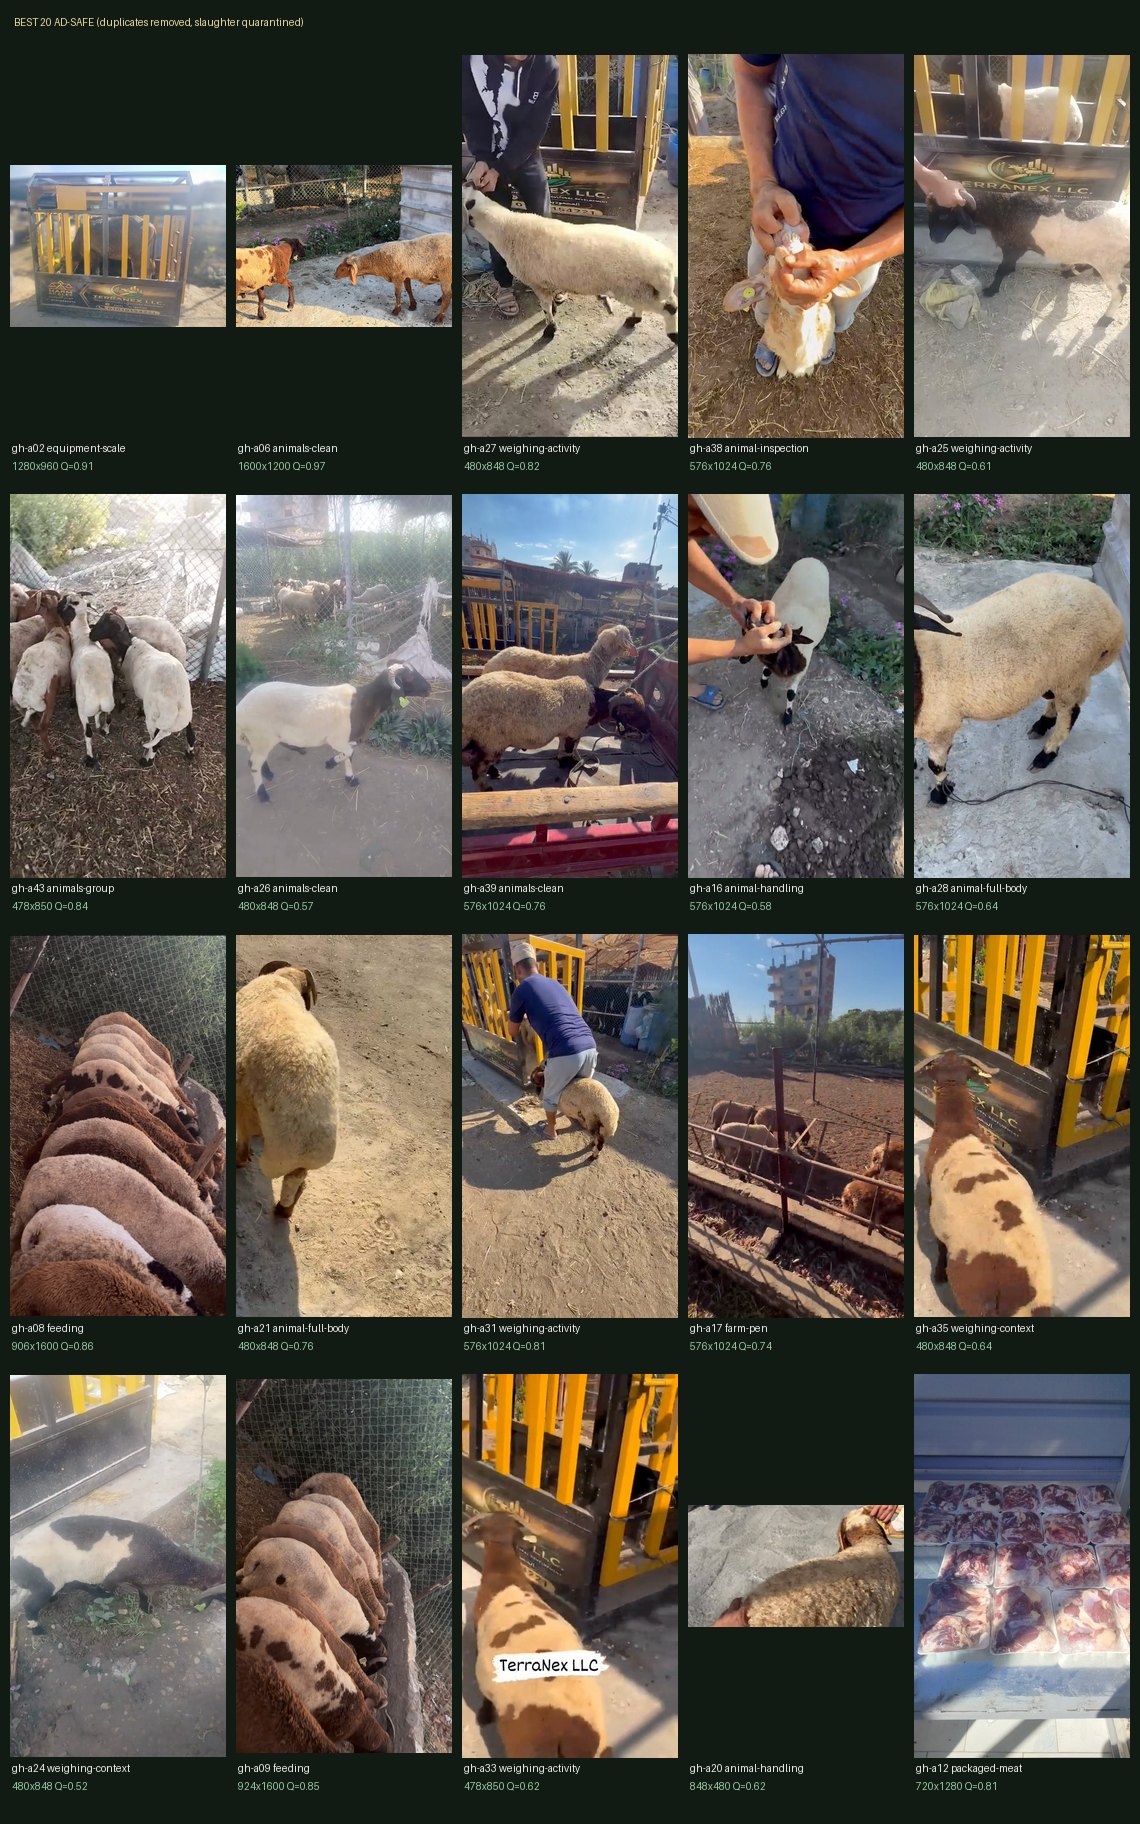 BEST 20 AD-SAFE (duplicates removed, slaughter quarantined)
TERRANEX LLC
TERRANEX LLC.
ERRANEX LLC.
gh-a02 equipment-scale
1280x960 Q=0.91
gh-a06 animals-clean
1600x1200 Q=0.97
gh-a27 weighing-activity
480x848 Q=0.82
gh-a38 animal-inspection
576x1024 Q=0.76
gh-a25 weighing-activity
480x848 Q=0.61
gh-a43 animals-group
478x850 Q=0.84
gh-a26 animals-clean
480x848 Q=0.57
gh-a39 animals-clean
576x1024 Q=0.76
gh-a16 animal-handling
576x1024 Q=0.58
gh-a28 animal-full-body
576x1024 Q=0.64
EX LLC
gh-a08 feeding
906x1600 Q=0.86
gh-a21 animal-full-body
480x848 Q=0.76
gh-a31 weighing-activity
576x1024 Q=0.81
gh-a17 farm-pen
576x1024 Q=0.74
gh-a35 weighing-context
480x848 Q=0.64
LLC
TerraNex LLC
gh-a24 weighing-context
480x848 Q=0.52
gh-a09 feeding
924x1600 Q=0.85
gh-a33 weighing-activity
478x850 Q=0.62
gh-a20 animal-handling
848x480 Q=0.62
gh-a12 packaged-meat
720x1280 Q=0.81